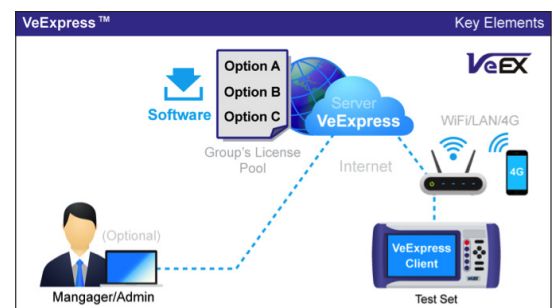 VeExpress™
Key Elements
VeEX
Option A
Option B
Option C
Software
Server
VeExpress
Group's License
Pool
Internet
WiFi/LAN/4G
4G
(Optional)
VeExpress
Client
Mangager/Admin
Test Set